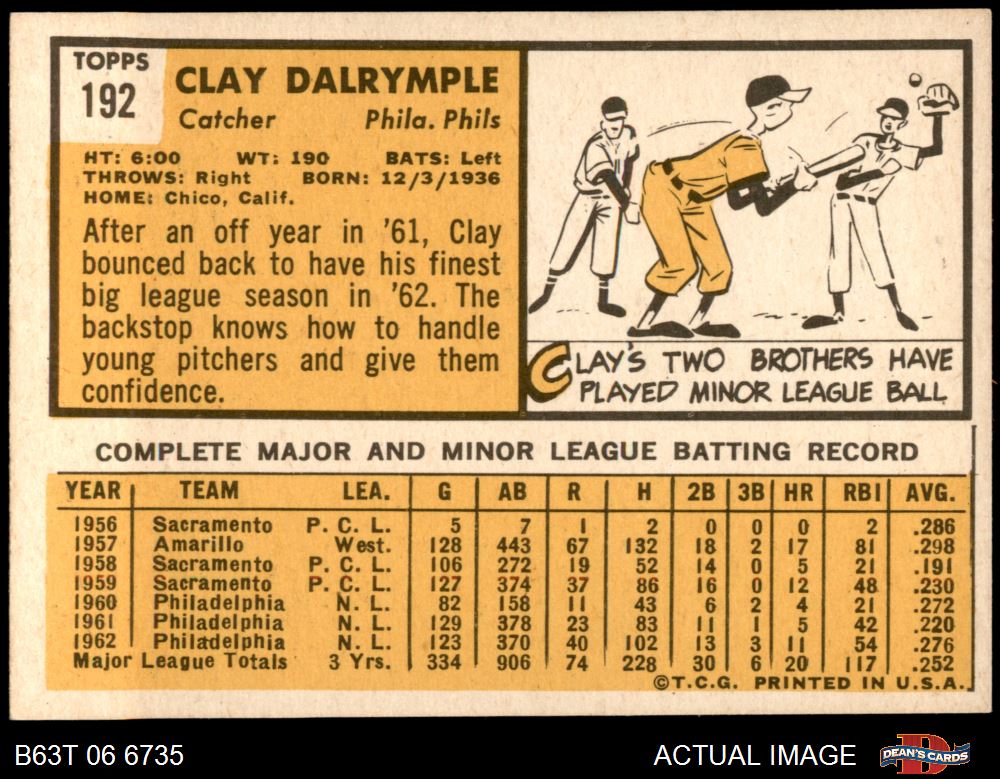 TOPPS
192
CLAY DALRYMPLE
Catcher Phila. Phils
HT: 6:00 WT: 190 BATS: Left
THROWS: Right BORN: 12/3/1936
HOME: Chico, Calif.
After an off year in '61, Clay
bounced back to have his finest
big league season in '62. The
backstop knows how to handle
young pitchers and give them
confidence.
CLAY'S TWO BROTHERS HAVE
PLAYED MINOR LEAGUE BALL
COMPLETE MAJOR AND MINOR LEAGUE BATTING RECORD
YEAR TEAM LEA. G AB R H 2B 3B HR RBI AVG.
1956 Sacramento P. C. L. 5 7 1 2 0 0 0 2 .286
1957 Amarillo West. 128 443 67 132 18 2 17 81 .298
1958 Sacramento P. C. L. 106 272 19 52 14 0 5 21 .191
1959 Sacramento P. C. L. 127 374 37 86 16 0 12 48 .230
1960 Philadelphia N. L. 82 158 11 43 6 2 4 21 .272
1961 Philadelphia N. L. 129 378 23 83 11 1 5 42 .220
1962 Philadelphia N. L. 123 370 40 102 13 3 11 54 .276
Major League Totals 3 Yrs. 334 906 74 228 30 6 20 117 .252
©T.C.G. PRINTED IN U.S.A.
B63T 06 6735 ACTUAL IMAGE DEAN'S CARDS